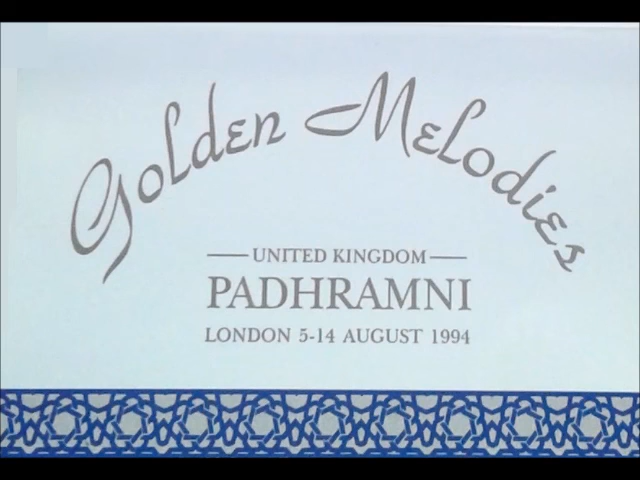 Golden Melodies
UNITED KINGDOM
PADHRAMNI
LONDON 5-14 AUGUST 1994